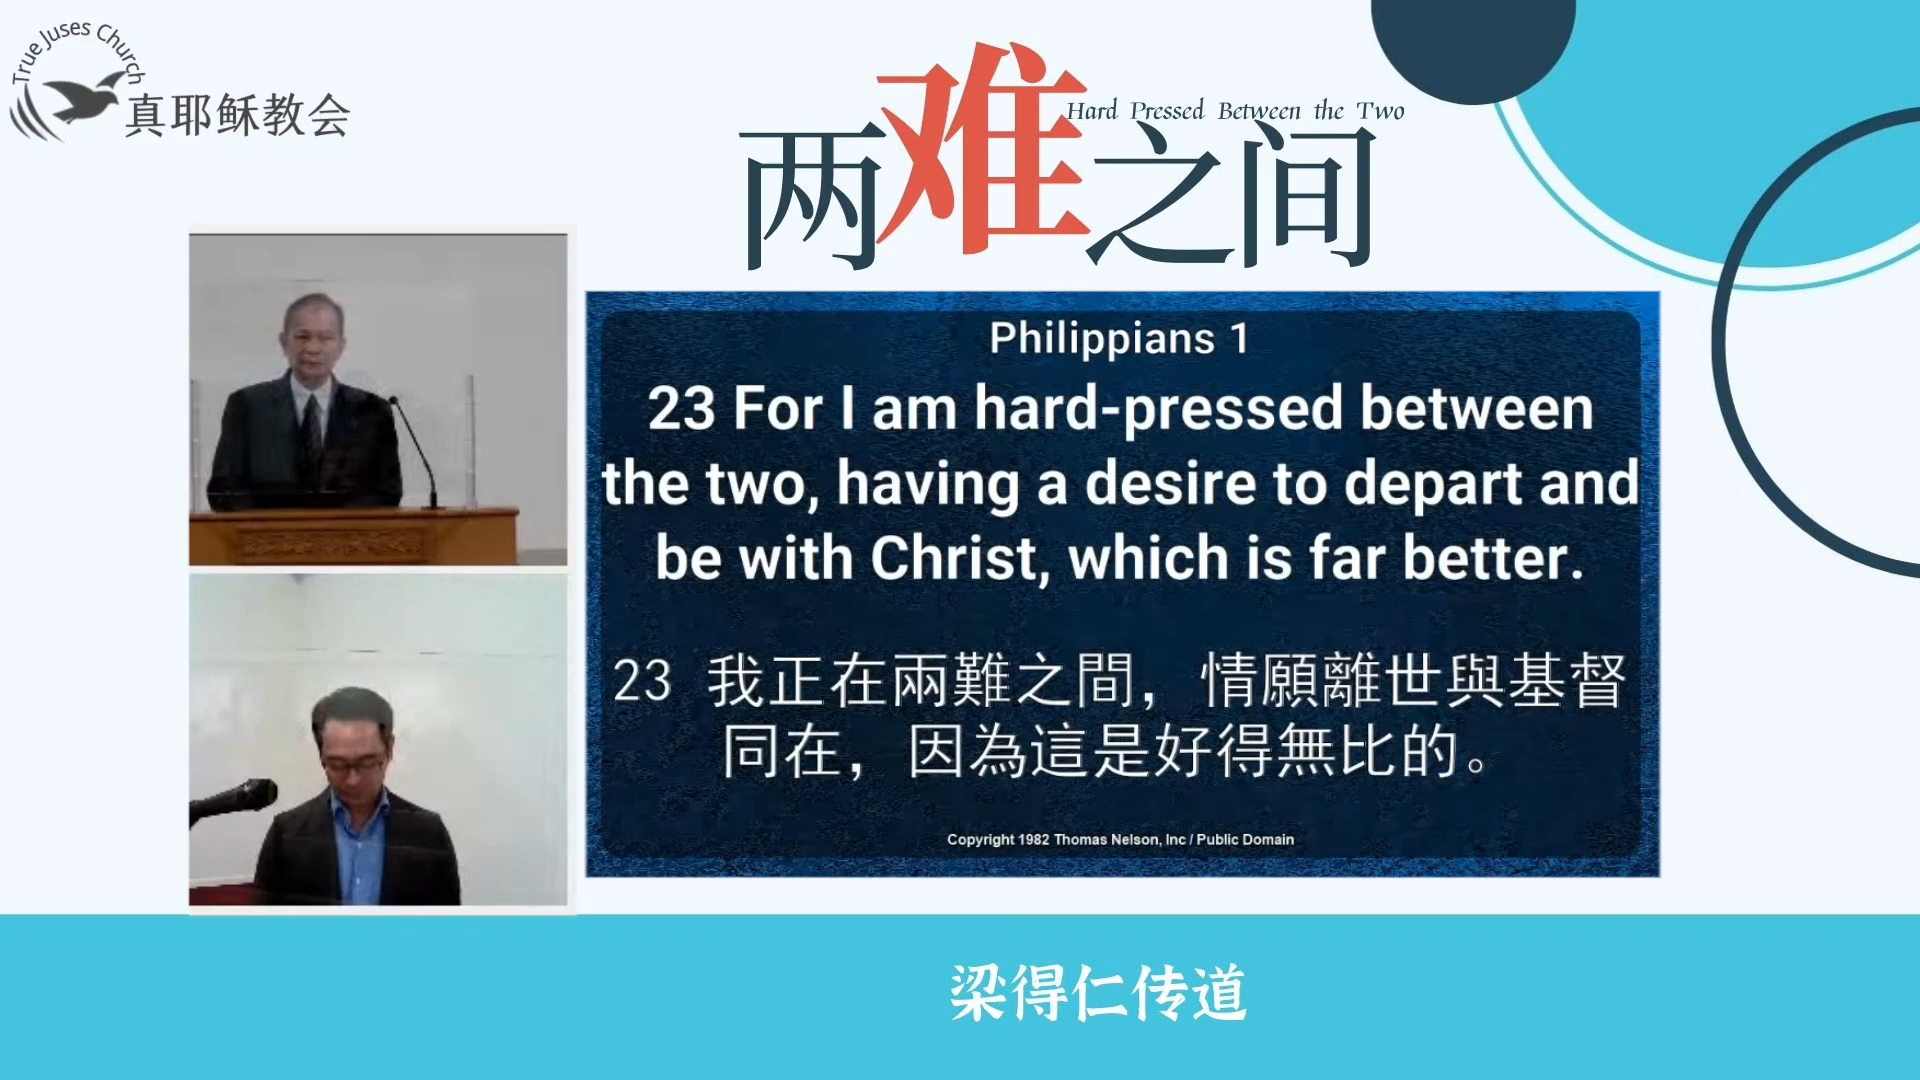 True Juses Church
真耶稣教会
两难之间
Hard Pressed Between the Two
Philippians 1
23 For I am hard-pressed between
the two, having a desire to depart and
be with Christ, which is far better.
23 我正在兩難之間，情願離世與基督
同在，因為這是好得無比的。
Copyright 1982 Thomas Nelson, Inc / Public Domain
梁得仁传道